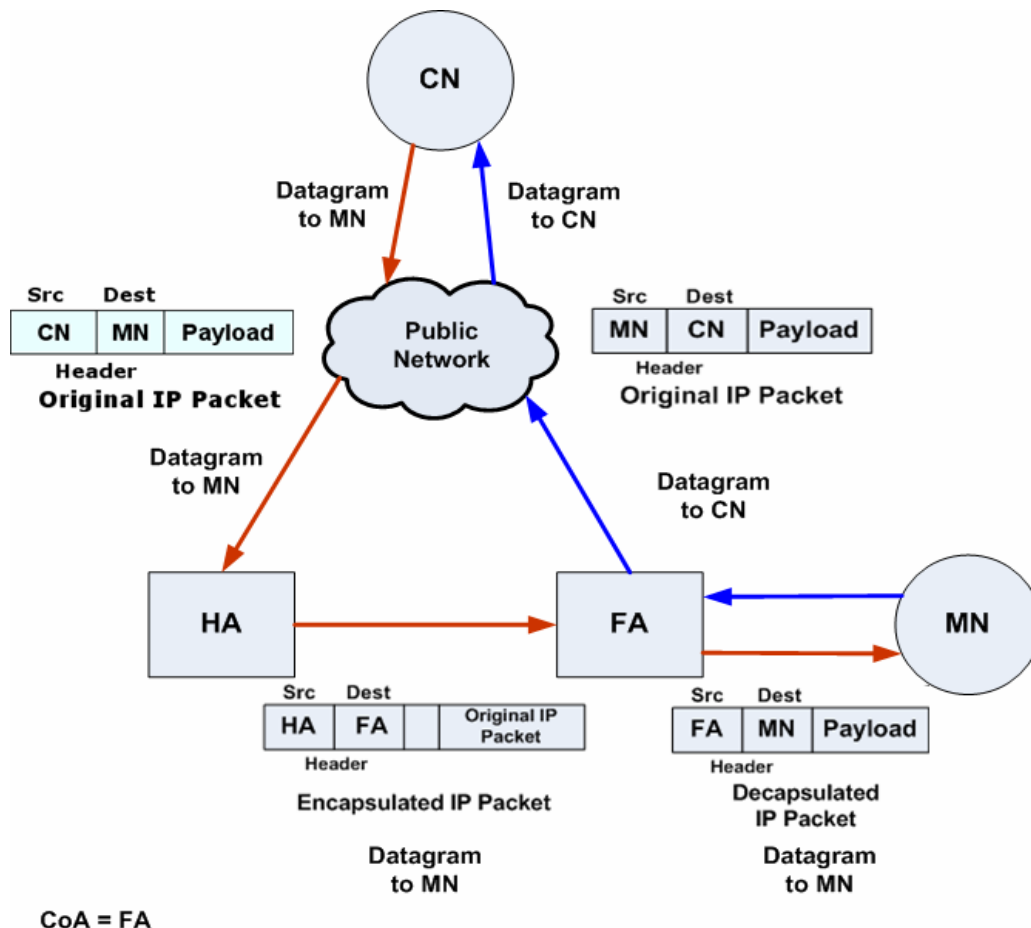 CN
Datagram
to MN
Datagram
to CN
Src Dest
CN MN Payload
Header
Original IP Packet
Public
Network
Src Dest
MN CN Payload
Header
Original IP Packet
Datagram
to MN
Datagram
to CN
HA
FA
MN
Src Dest
HA FA Original IP
Packet
Header
Encapsulated IP Packet
Datagram
to MN
Src Dest
FA MN Payload
Header
Decapsulated
IP Packet
Datagram
to MN
CoA = FA